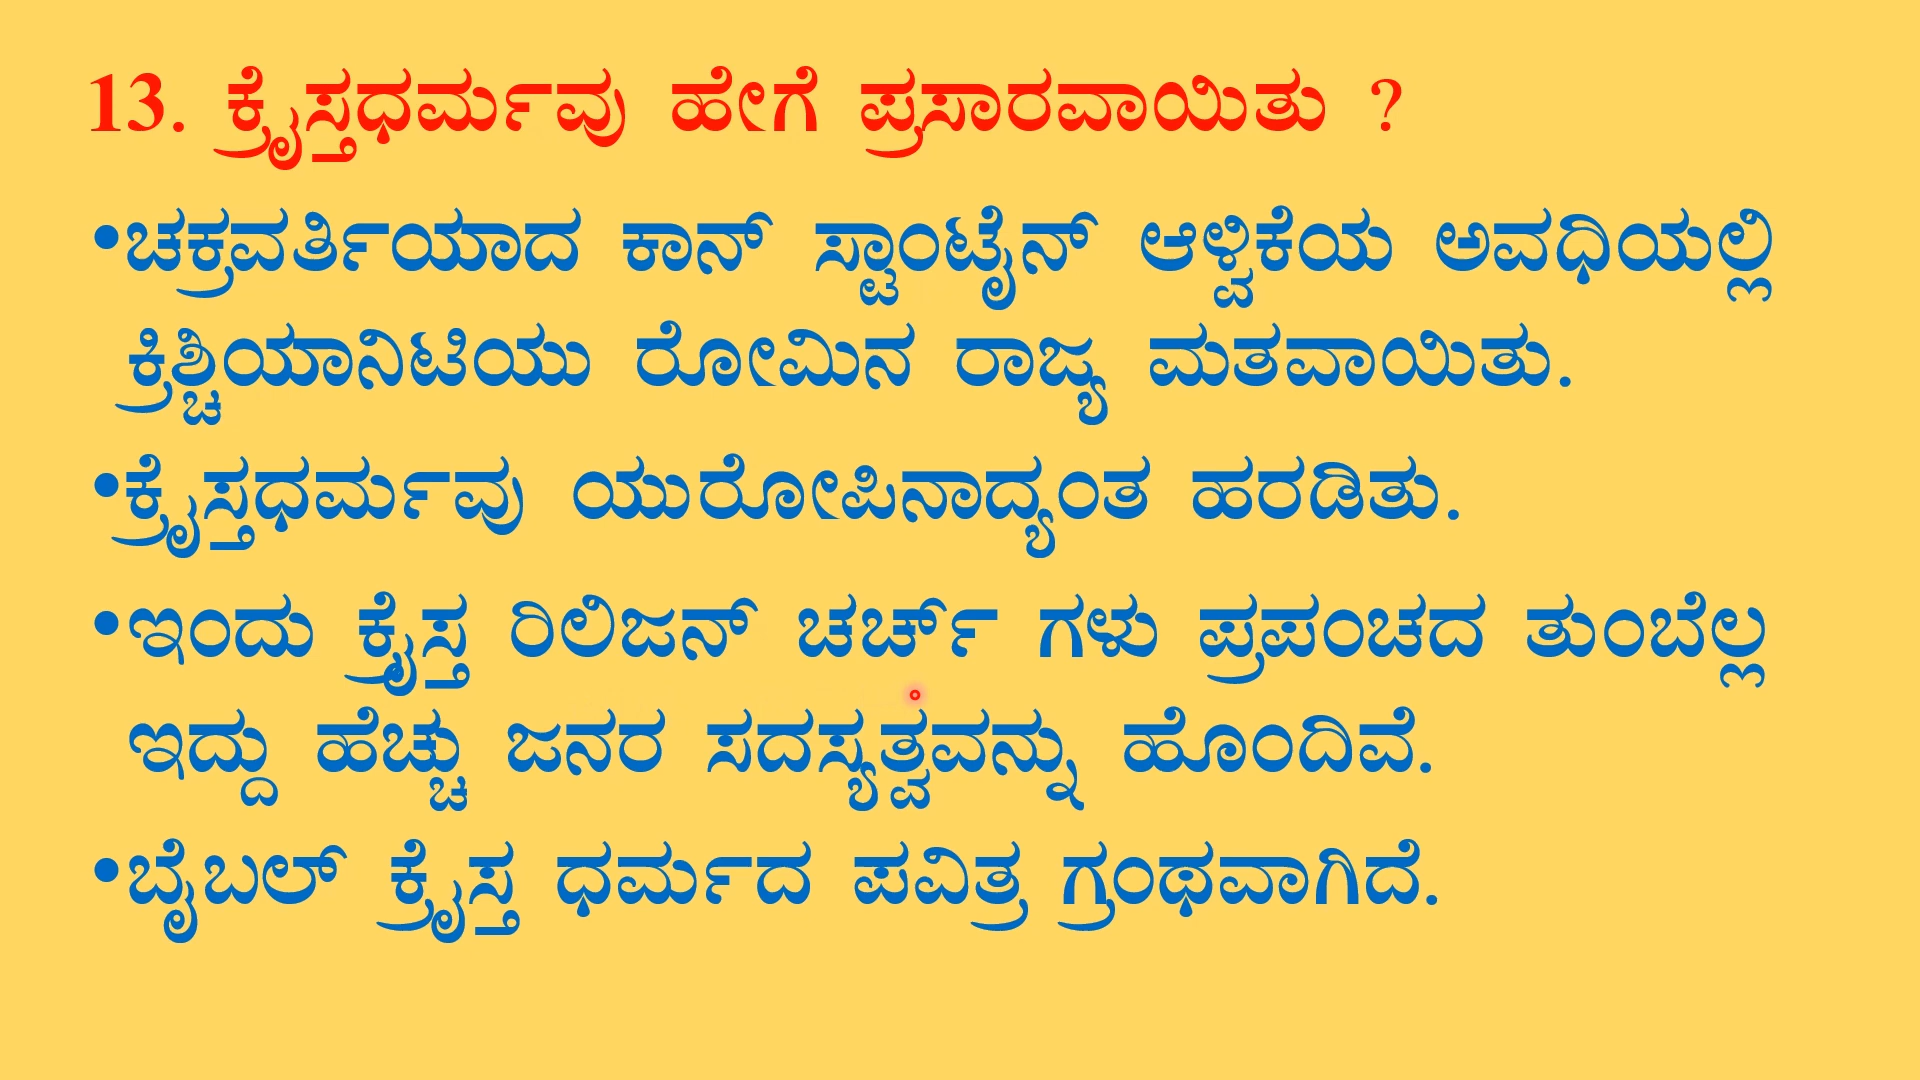 13. ಕ್ರೈಸ್ತಧರ್ಮವು ಹೇಗೆ ಪ್ರಸಾರವಾಯಿತು ?
•ಚಕ್ರವರ್ತಿಯಾದ ಕಾನ್ ಸ್ಟಾಂಟೈನ್ ಆಳ್ವಿಕೆಯ ಅವಧಿಯಲ್ಲಿ
ಕ್ರಿಶ್ಚಿಯಾನಿಟಿಯು ರೋಮಿನ ರಾಜ್ಯ ಮತವಾಯಿತು.
•ಕ್ರೈಸ್ತಧರ್ಮವು ಯುರೋಪಿನಾದ್ಯಂತ ಹರಡಿತು.
•ಇಂದು ಕ್ರೈಸ್ತ ರಿಲಿಜನ್ ಚರ್ಚ್ ಗಳು ಪ್ರಪಂಚದ ತುಂಬೆಲ್ಲ
ಇದ್ದು ಹೆಚ್ಚು ಜನರ ಸದಸ್ಯತ್ವವನ್ನು ಹೊಂದಿವೆ.
•ಬೈಬಲ್ ಕ್ರೈಸ್ತ ಧರ್ಮದ ಪವಿತ್ರ ಗ್ರಂಥವಾಗಿದೆ.